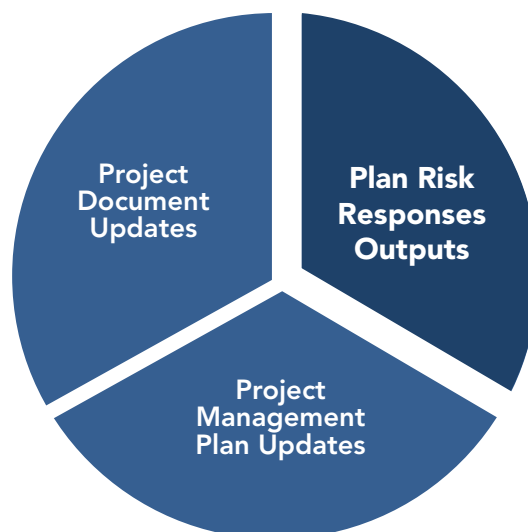 Project
Document
Updates
Plan Risk
Responses
Outputs
Project
Management
Plan Updates